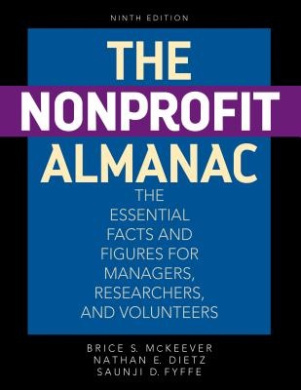 NINTH EDITION
THE
NONPROFIT
ALMANAC
THE
ESSENTIAL
FACTS AND
FIGURES FOR
MANAGERS,
RESEARCHERS,
AND VOLUNTEERS
BRICE S. McKEEVER
NATHAN E. DIETZ
SAUNJI D. FYFFE